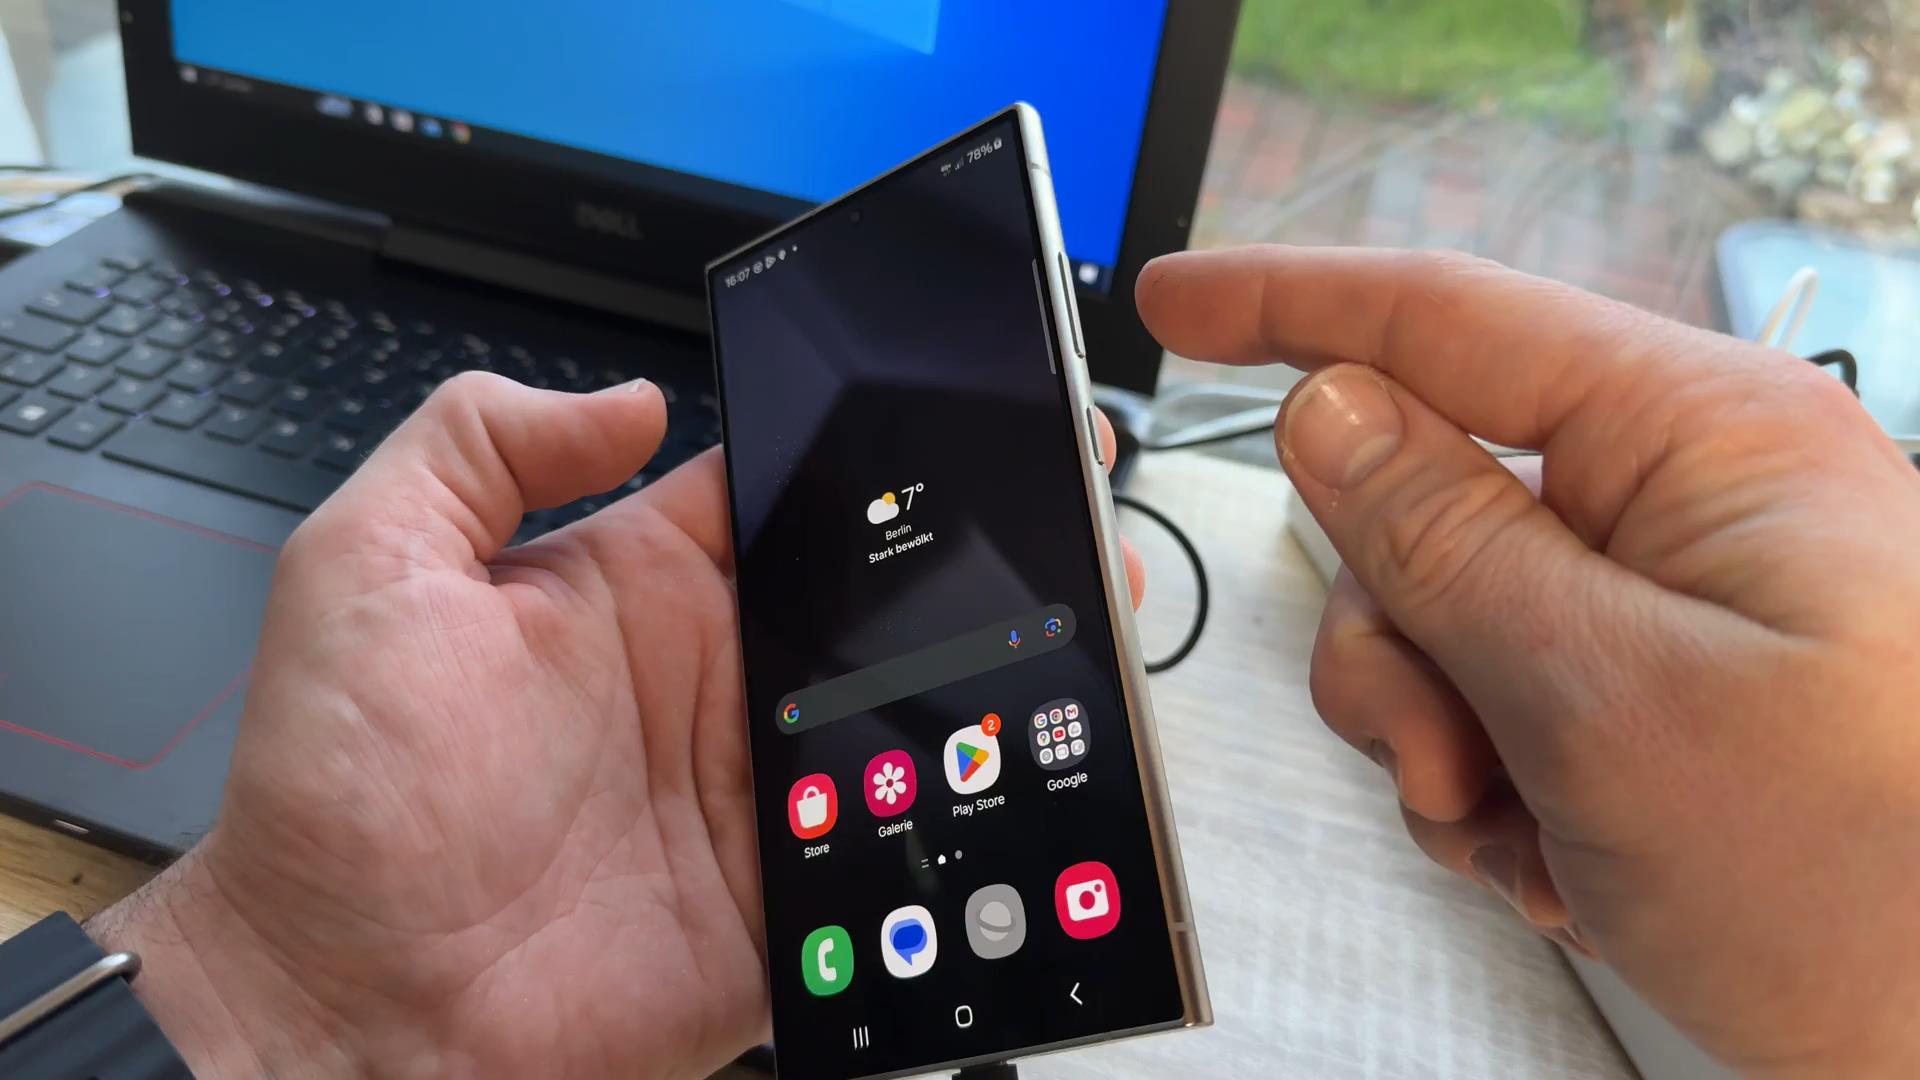 DELL
16:07
78%
7°
Berlin
Stark bewölkt
2
Store
Galerie
Play Store
Google